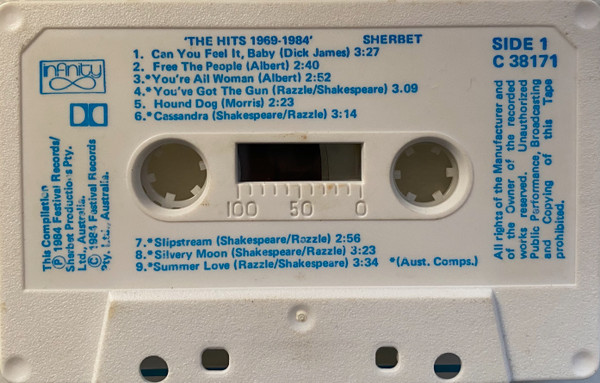 'THE HITS 1969-1984' SHERBET
SIDE 1
C 38171
infinity
1. Can You Feel It, Baby (Dick James) 3:27
2. Free The People (Albert) 2:40
3.*You're All Woman (Albert) 2:52
4.*You've Got The Gun (Razzle/Shakespeare) 3.09
5. Hound Dog (Morris) 2:23
6.*Cassandra (Shakespeare/Razzle) 3:14
100 50 0
7.*Slipstream (Shakespeare/Razzle) 2:56
8.*Silvery Moon (Shakespeare/Razzle) 3:23
9.*Summer Love (Razzle/Shakespeare) 3:34 *(Aust. Comps.)
This Compilation
Ⓟ 1984 Festival Records/
Sherbet Productions Pty.
Ltd., Australia.
© 1984 Festival Records
Pty. Ltd., Australia.
All rights of the Manufacturer and
of the Owner of the recorded
works reserved. Unauthorized
Public Performance, Broadcasting
and Copying of this Tape
prohibited.